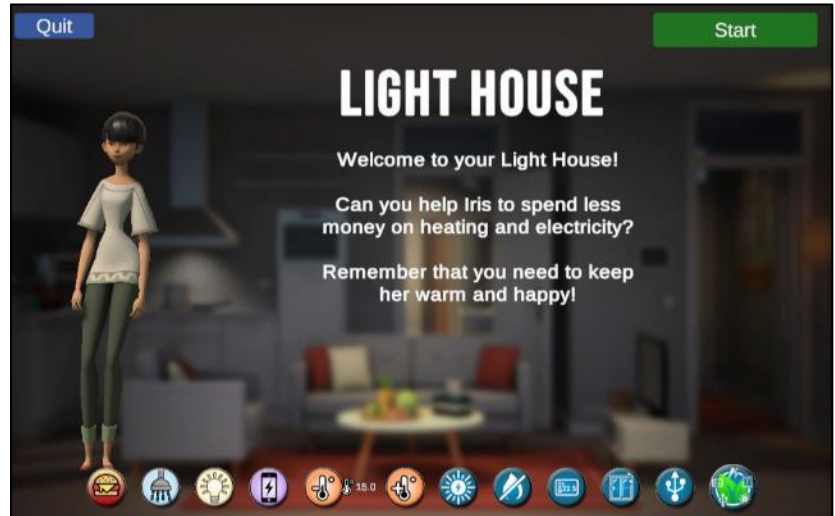 Quit
Start
LIGHT HOUSE
Welcome to your Light House!
Can you help Iris to spend less
money on heating and electricity?
Remember that you need to keep
her warm and happy!
15.0